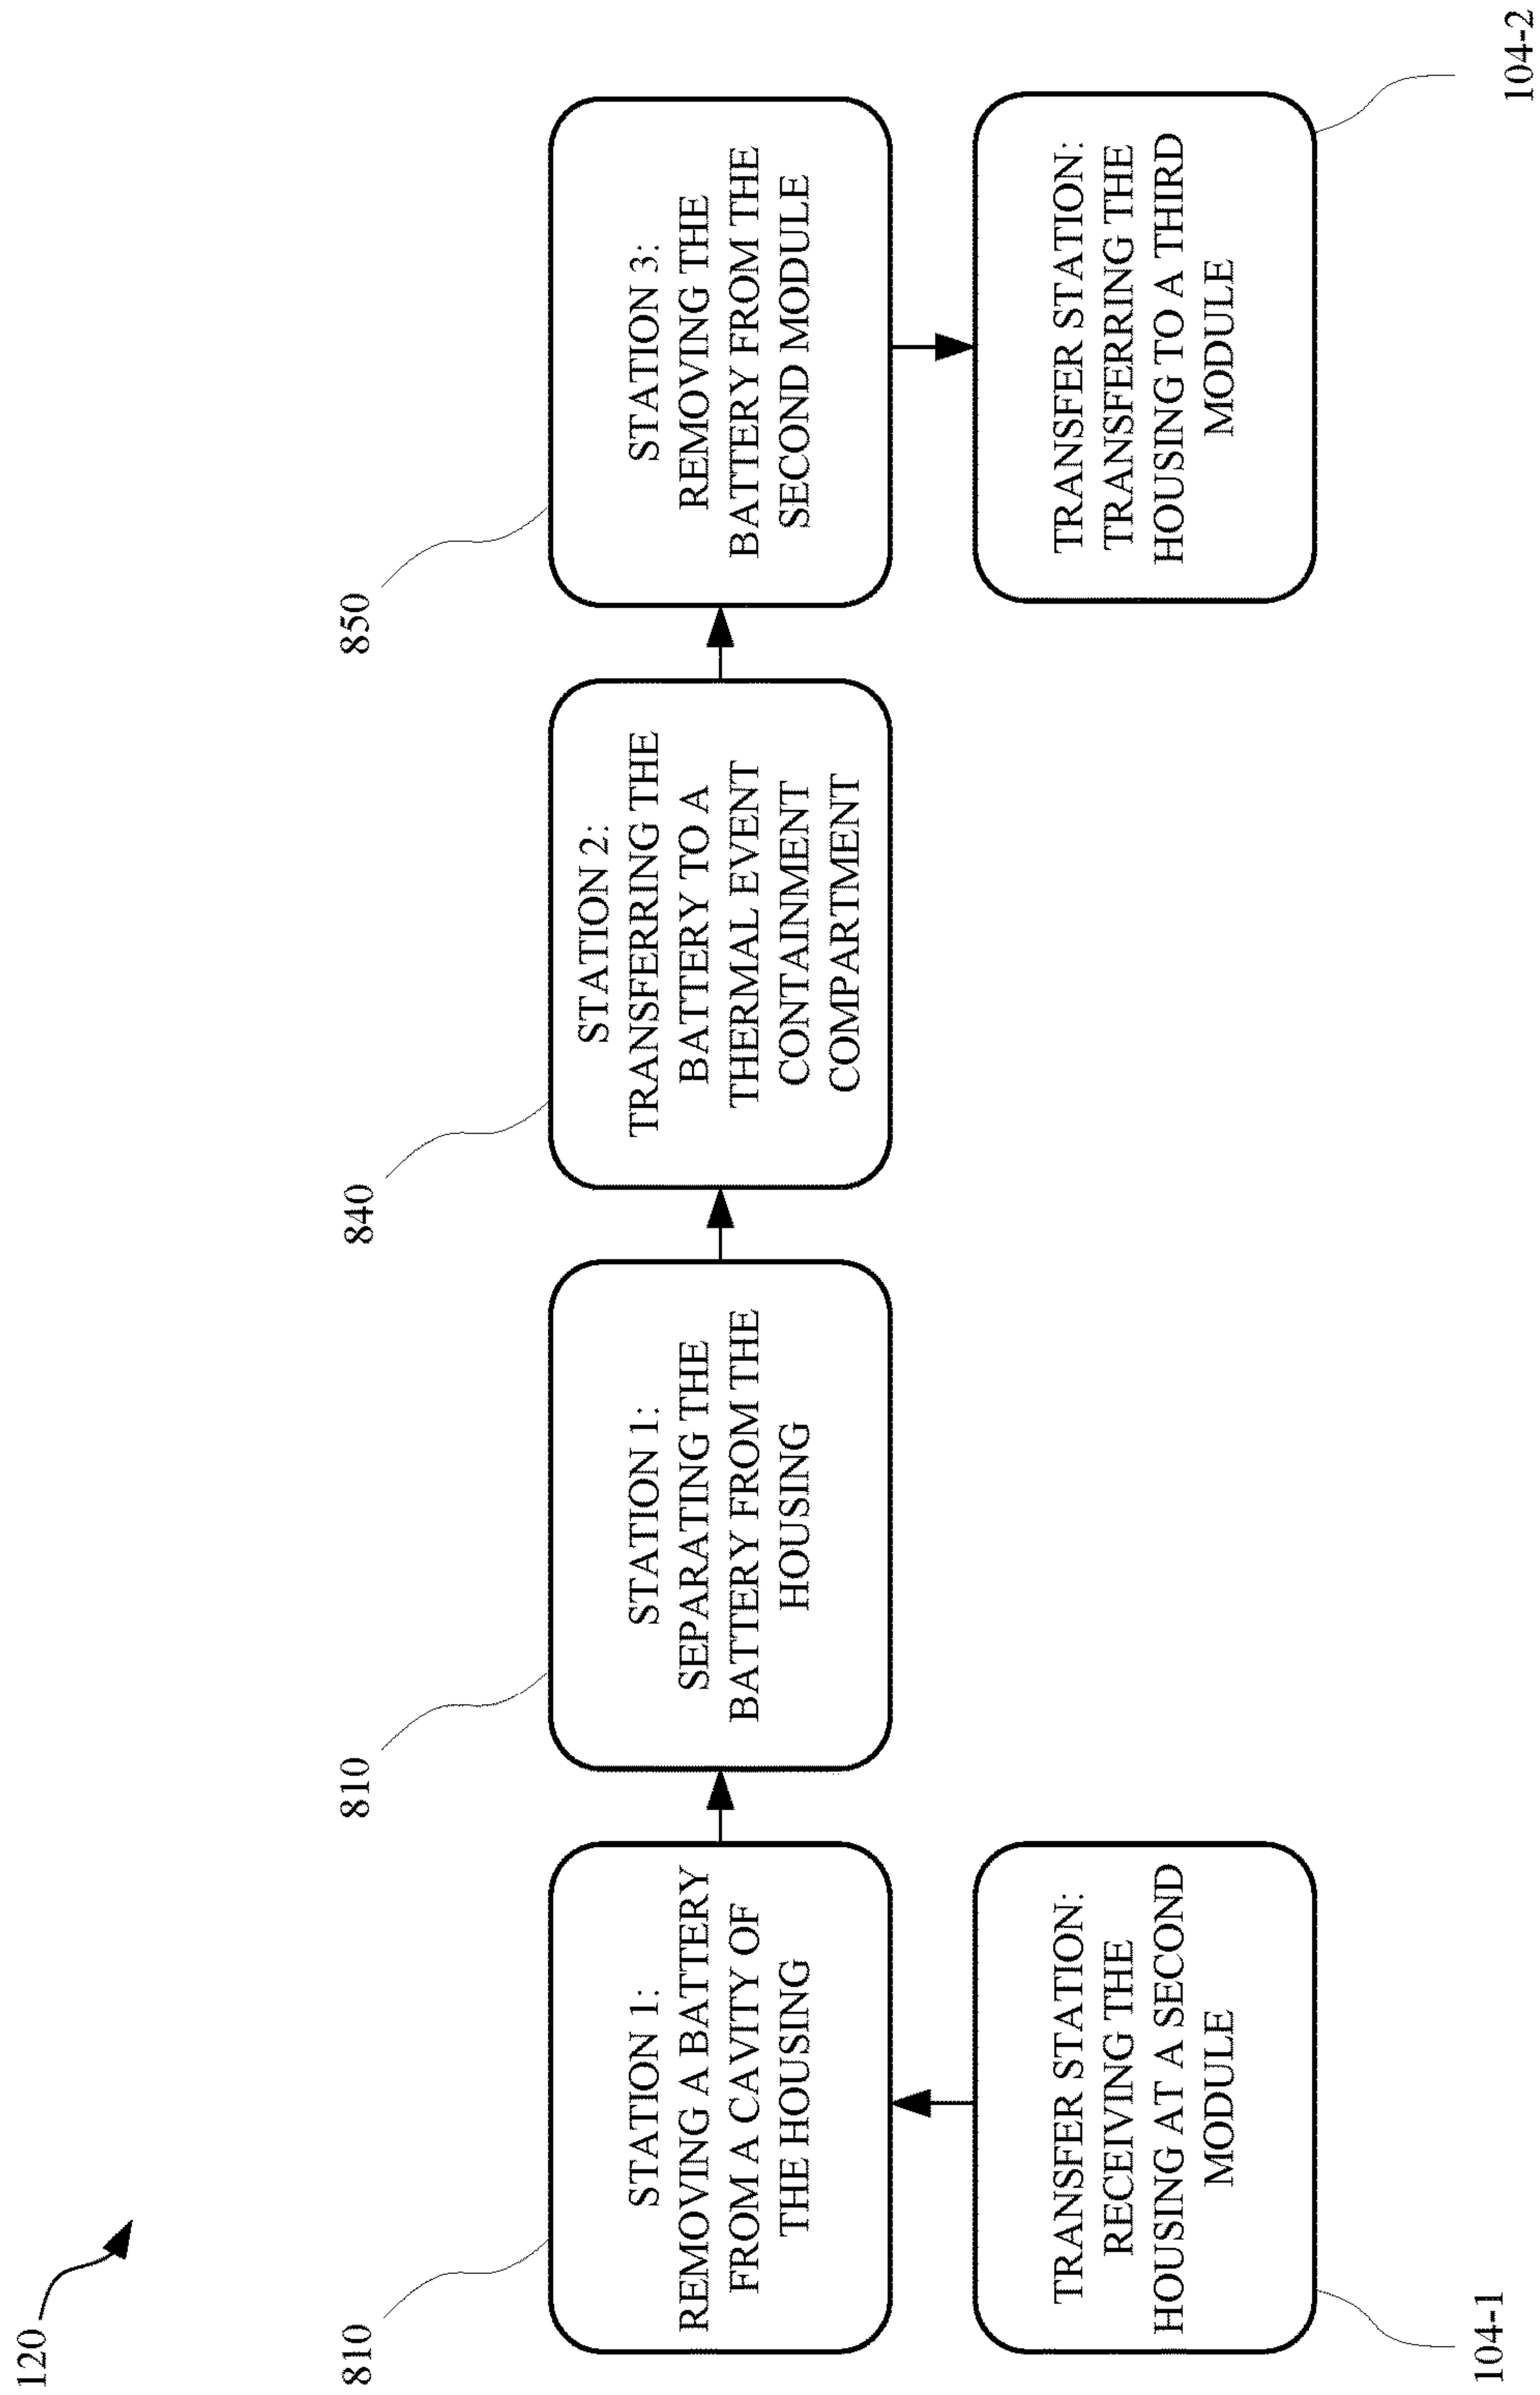 120
810
STATION 1:
REMOVING A BATTERY
FROM A CAVITY OF
THE HOUSING
810
STATION 1:
SEPARATING THE
BATTERY FROM THE
HOUSING
840
STATION 2:
TRANSFERRING THE
BATTERY TO A
THERMAL EVENT
CONTAINMENT
COMPARTMENT
850
STATION 3:
REMOVING THE
BATTERY FROM THE
SECOND MODULE
TRANSFER STATION:
RECEIVING THE
HOUSING AT A SECOND
MODULE
104-1
TRANSFER STATION:
TRANSFERRING THE
HOUSING TO A THIRD
MODULE
104-2